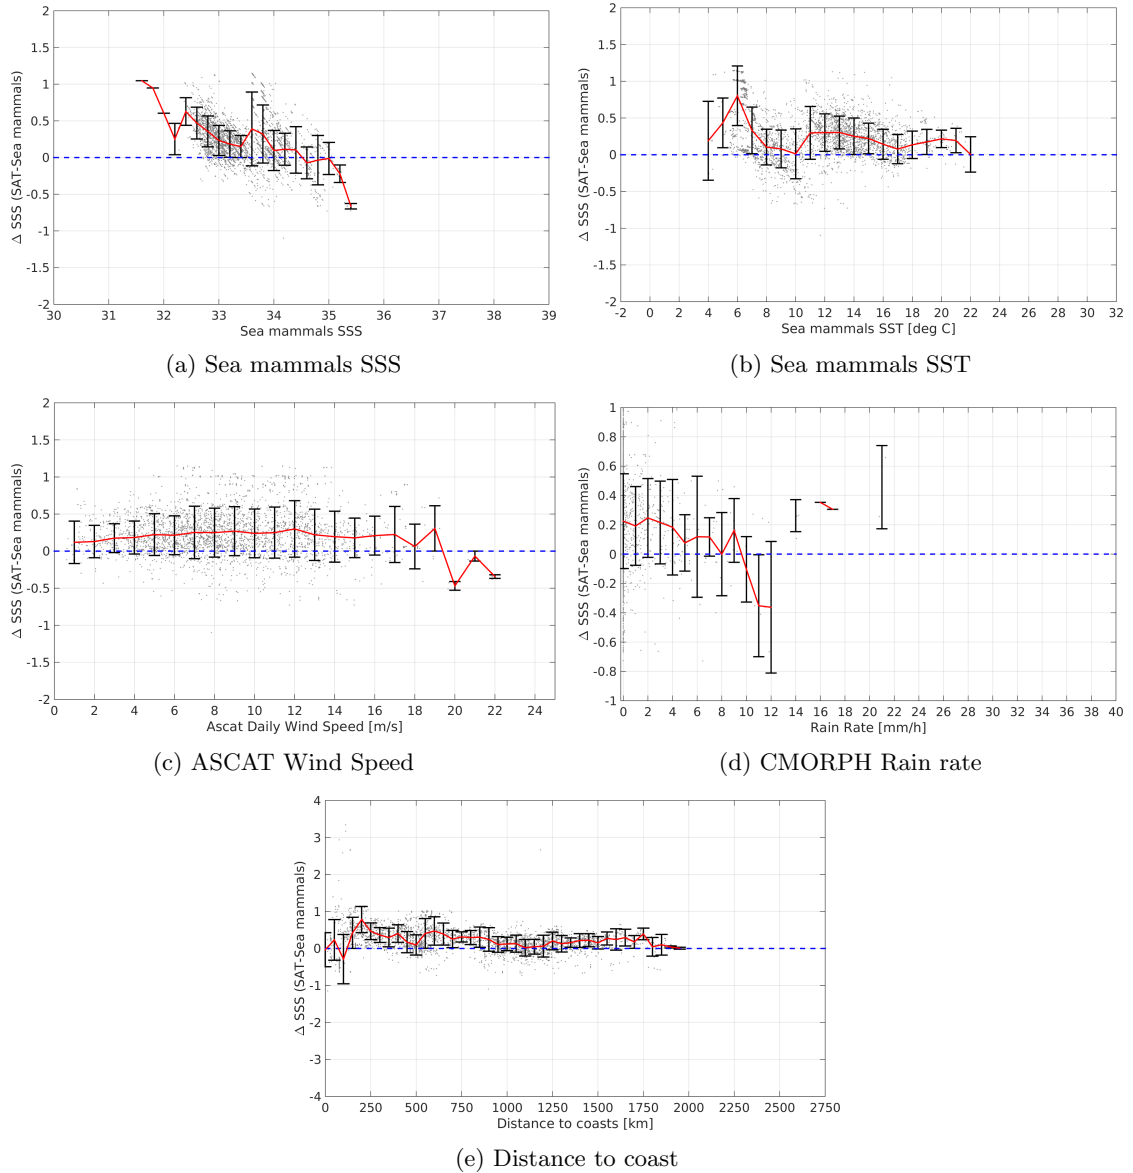 2
1.5
1
0.5
0
-0.5
-1
-1.5
-2
Δ SSS (SAT-Sea mammals)
30 31 32 33 34 35 36 37 38 39
Sea mammals SSS
(a) Sea mammals SSS
2
1.5
1
0.5
0
-0.5
-1
-1.5
-2
Δ SSS (SAT-Sea mammals)
-2 0 2 4 6 8 10 12 14 16 18 20 22 24 26 28 30 32
Sea mammals SST [deg C]
(b) Sea mammals SST
2
1.5
1
0.5
0
-0.5
-1
-1.5
-2
Δ SSS (SAT-Sea mammals)
0 2 4 6 8 10 12 14 16 18 20 22 24
Ascat Daily Wind Speed [m/s]
(c) ASCAT Wind Speed
1
0.8
0.6
0.4
0.2
0
-0.2
-0.4
-0.6
-0.8
-1
Δ SSS (SAT-Sea mammals)
0 2 4 6 8 10 12 14 16 18 20 22 24 26 28 30 32 34 36 38 40
Rain Rate [mm/h]
(d) CMORPH Rain rate
4
3
2
1
0
-1
-2
-3
-4
Δ SSS (SAT-Sea mammals)
0 250 500 750 1000 1250 1500 1750 2000 2250 2500 2750
Distance to coasts [km]
(e) Distance to coast